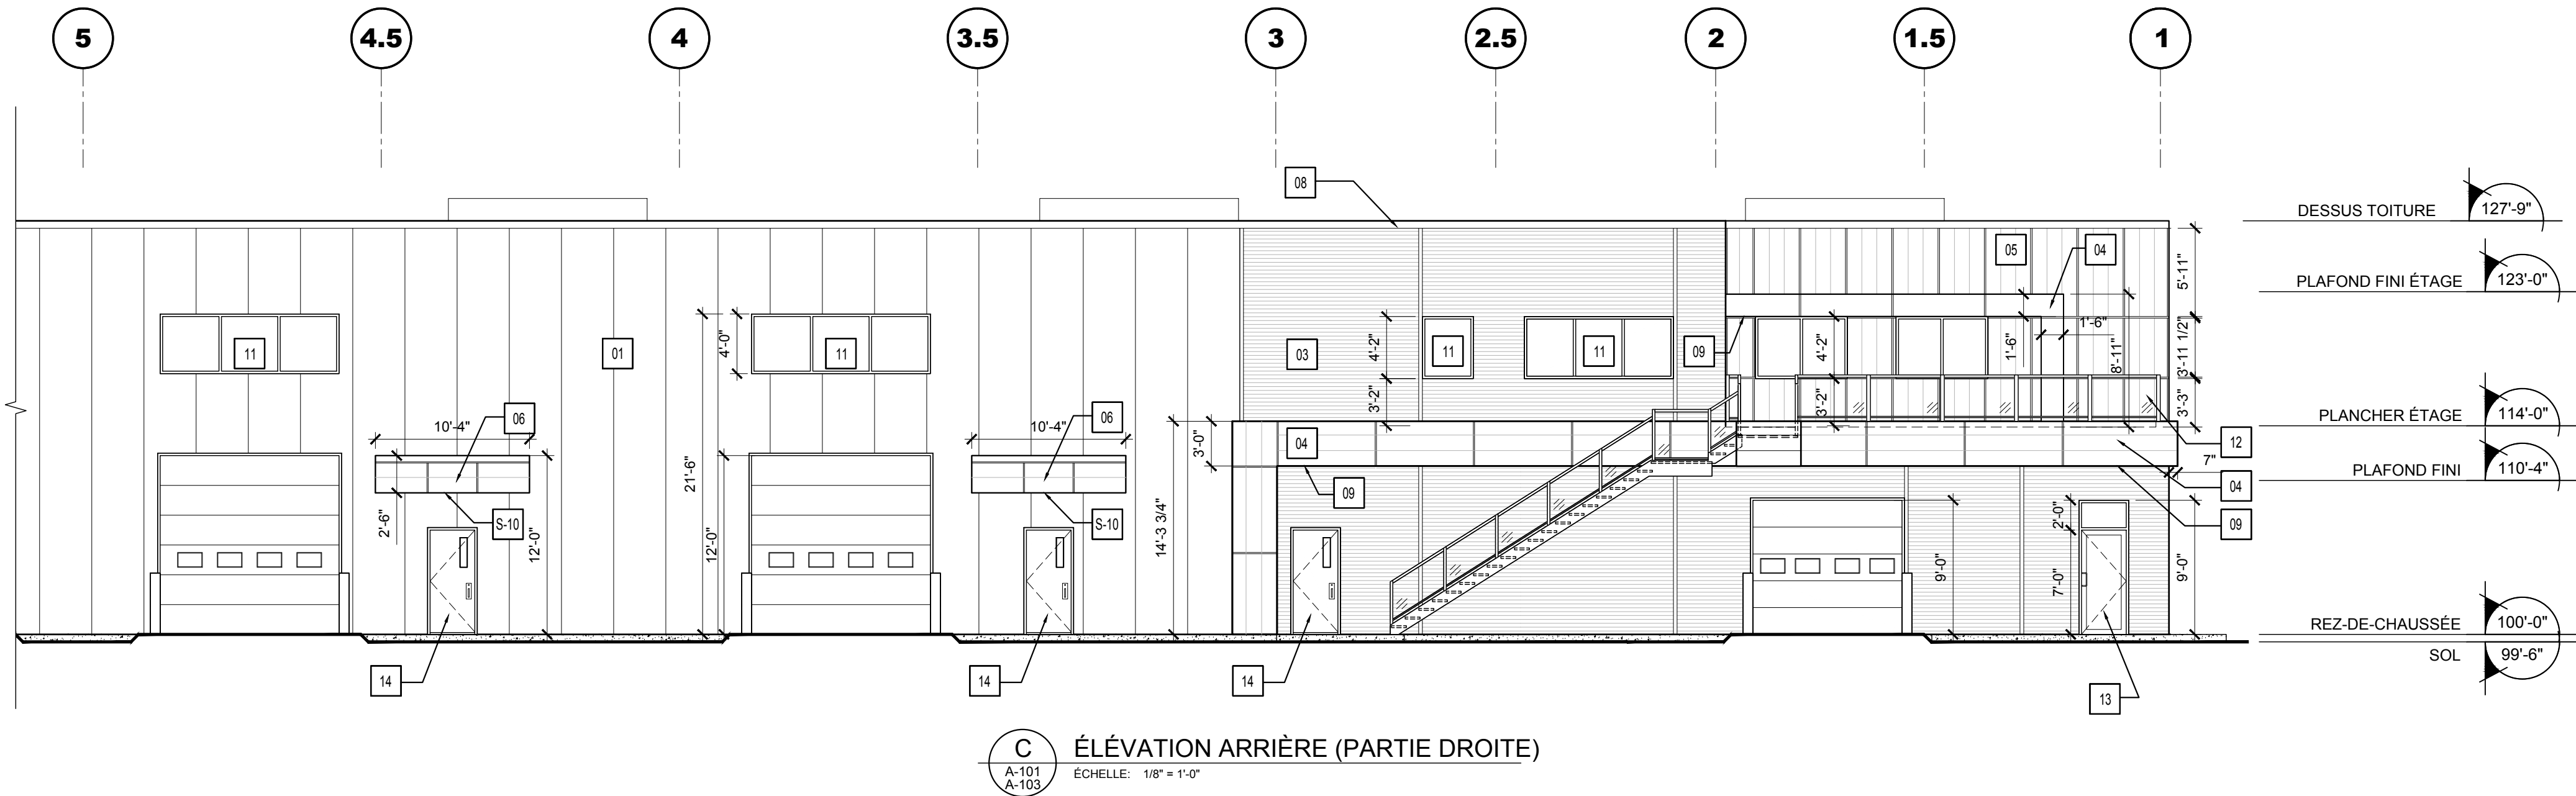 5 4.5 4 3.5 3 2.5 2 1.5 1
08
DESSUS TOITURE 127'-9"
05 04
5'-11"
PLAFOND FINI ÉTAGE 123'-0"
11 01 4'-0" 11 03 4'-2" 11 11 09 4'-2" 1'-6" 1'-6" 8'-11" 3'-11 1/2"
10'-4" 06 10'-4" 06
3'-2" 3'-2" 3'-3"
PLANCHER ÉTAGE 114'-0"
21'-6" 3'-0" 04 12
7"
PLAFOND FINI 110'-4"
09 04
2'-6" S-10 12'-0" 12'-0" S-10 14'-3 3/4" 2'-0" 09
9'-0" 7'-0" 9'-0"
REZ-DE-CHAUSSÉE 100'-0"
SOL 99'-6"
14 14 14 13
C
A-101
A-103
ÉLÉVATION ARRIÈRE (PARTIE DROITE)
ÉCHELLE: 1/8" = 1'-0"